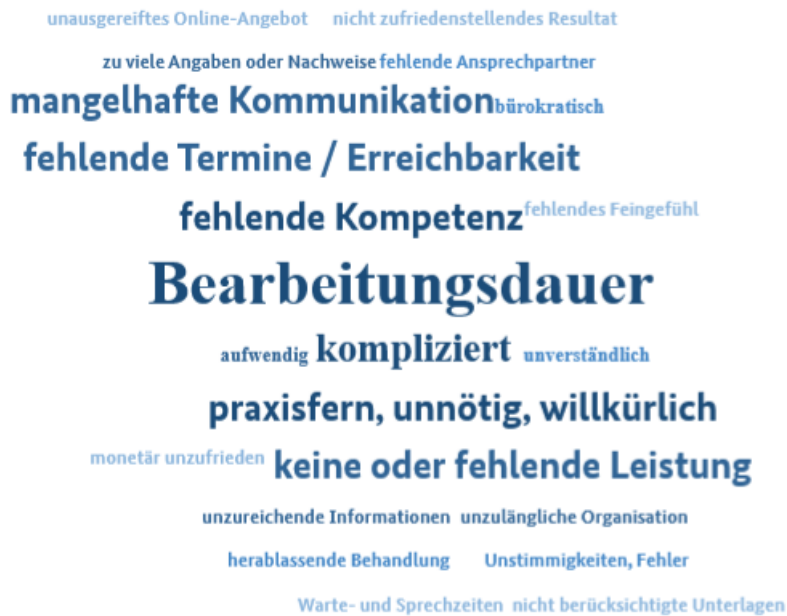 unausgereiftes Online-Angebot nicht zufriedenstellendes Resultat
zu viele Angaben oder Nachweise fehlende Ansprechpartner
mangelhafte Kommunikation bürokratisch
fehlende Termine / Erreichbarkeit
fehlende Kompetenz fehlendes Feingefühl
Bearbeitungsdauer
aufwendig kompliziert unverständlich
praxisfern, unnötig, willkürlich
monetär unzufrieden keine oder fehlende Leistung
unzureichende Informationen unzulängliche Organisation
herablassende Behandlung Unstimmigkeiten, Fehler
Warte- und Sprechzeiten nicht berücksichtigte Unterlagen